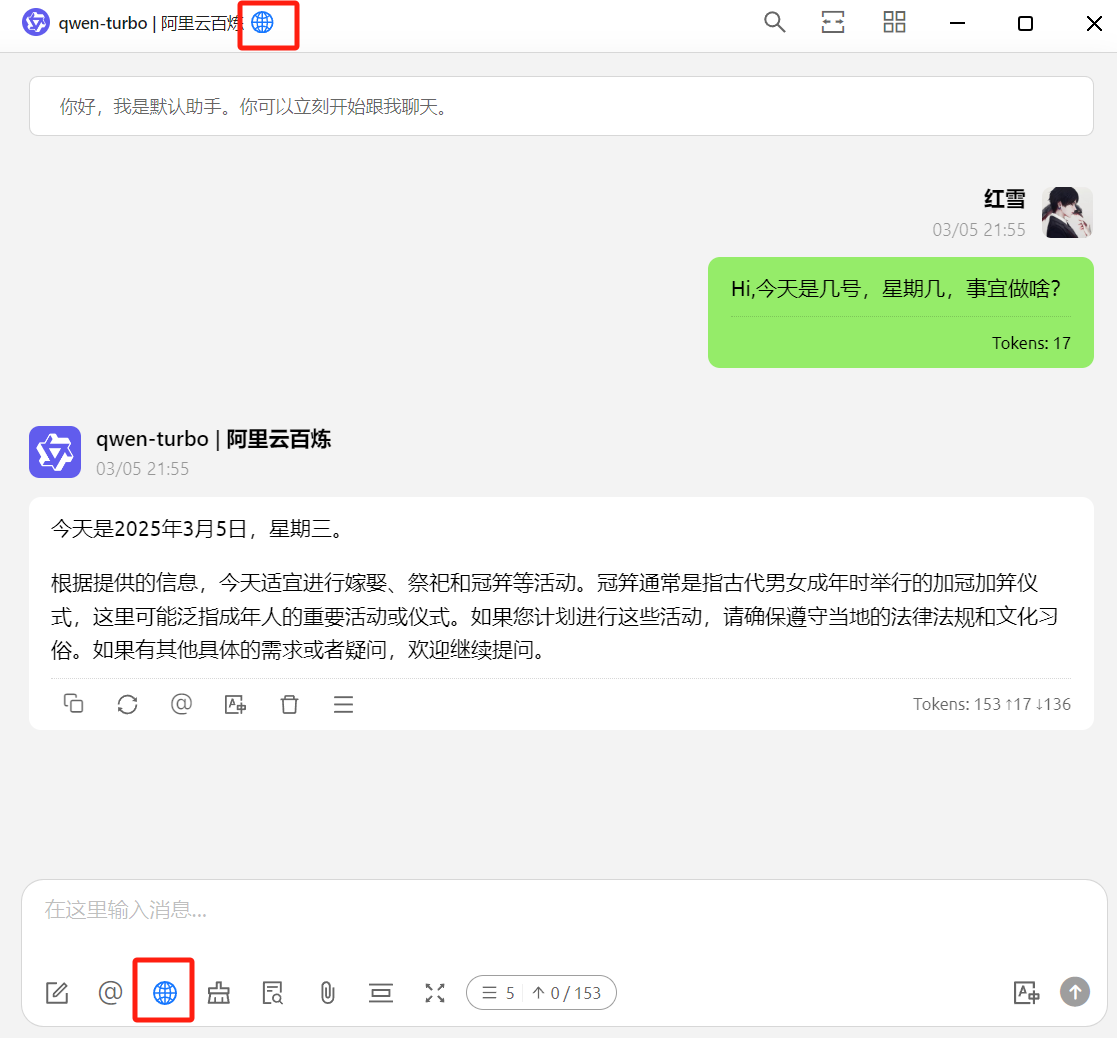 qwen-turbo | 阿里云百炼
你好，我是默认助手。你可以立刻开始跟我聊天。
红雪
03/05 21:55
Hi,今天是几号，星期几，事宜做啥？
Tokens: 17
qwen-turbo | 阿里云百炼
03/05 21:55
今天是2025年3月5日，星期三。
根据提供的信息，今天适宜进行嫁娶、祭祀和冠笄等活动。冠笄通常是指古代男女成年时举行的加冠加笄仪
式，这里可能泛指成年人的重要活动或仪式。如果您计划进行这些活动，请确保遵守当地的法律法规和文化习
俗。如果有其他具体的需求或者疑问，欢迎继续提问。
Tokens: 153 ↑17 ↓136
在这里输入消息...
5 ↑ 0 / 153